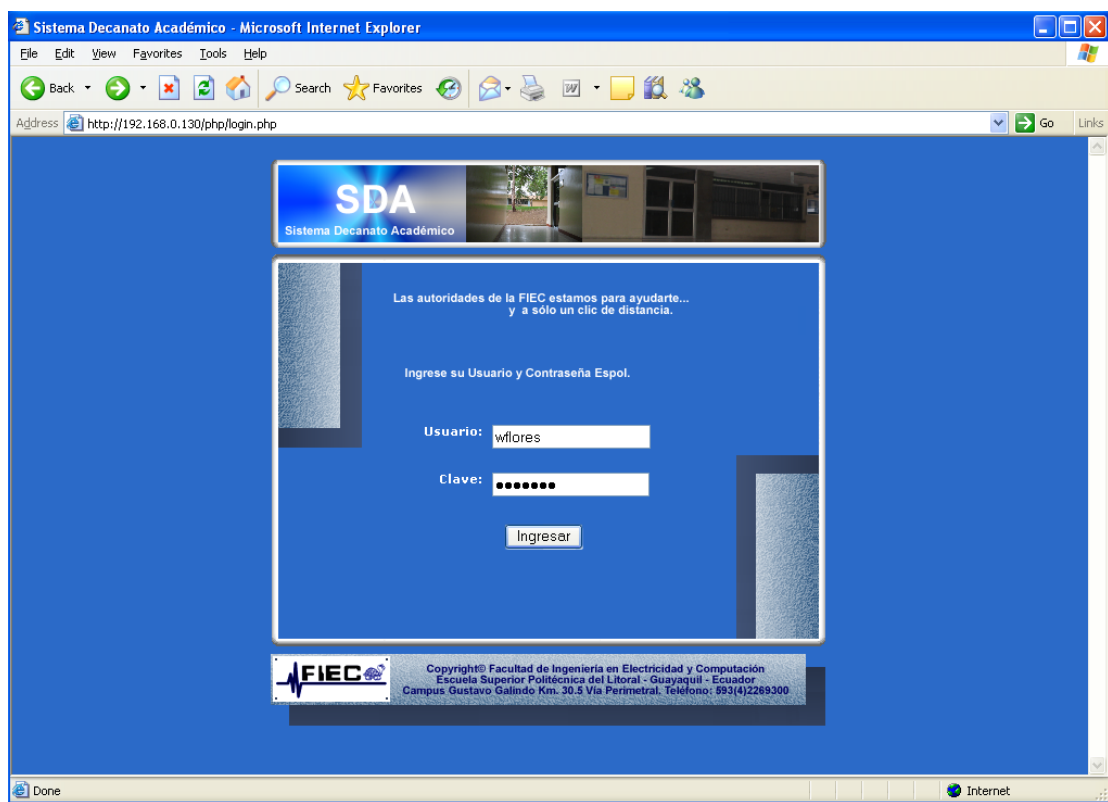 Sistema Decanato Académico - Microsoft Internet Explorer
File Edit View Favorites Tools Help
Back Search Favorites
Address http://192.168.0.130/php/login.php Go Links
SDA
Sistema Decanato Académico
Las autoridades de la FIEC estamos para ayudarte...
y a sólo un clic de distancia.
Ingrese su Usuario y Contraseña Espol.
Usuario: wflores
Clave: •••••••
Ingresar
FIEC
Copyright© Facultad de Ingeniería en Electricidad y Computación
Escuela Superior Politécnica del Litoral - Guayaquil - Ecuador
Campus Gustavo Galindo Km. 30.5 Vía Perimetral. Teléfono: 593(4)2269300
Done Internet